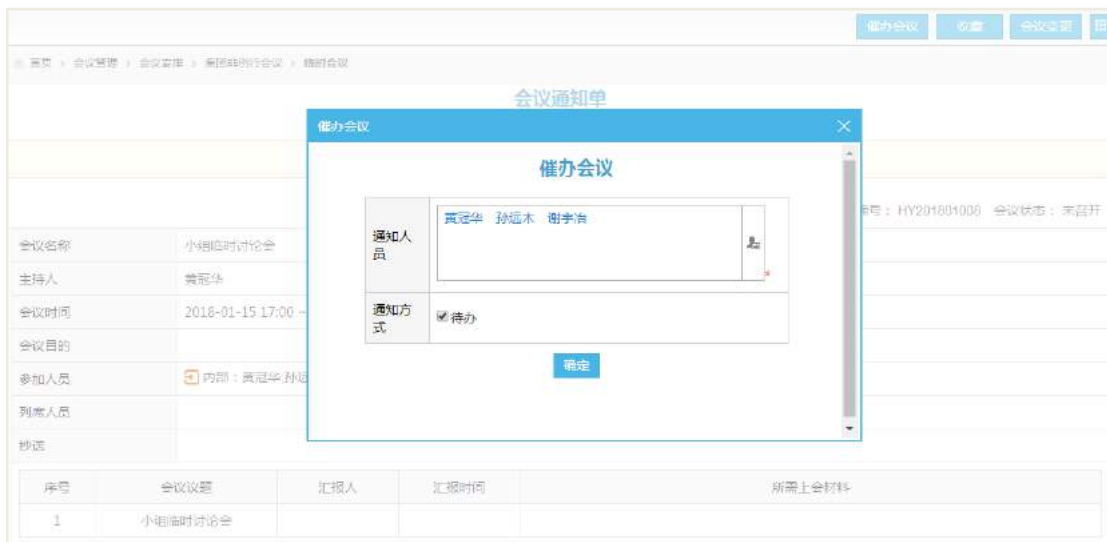 催办会议 收藏 会议变更
首页 › 会议管理 › 会议安排 › 集团非例行会议 › 临时会议
会议通知单
催办会议
催办会议
通知人员
黄冠华 孙远木 谢宇冶
通知方式
待办
确定
编号： HY201801008 会议状态： 未召开
会议名称 小组临时讨论会
主持人 黄冠华
会议时间 2018-01-15 17:00 ~
会议目的
参加人员 内部：黄冠华,孙远
列席人员
抄送
序号 会议议题 汇报人 汇报时间 所需上会材料
1 小组临时讨论会